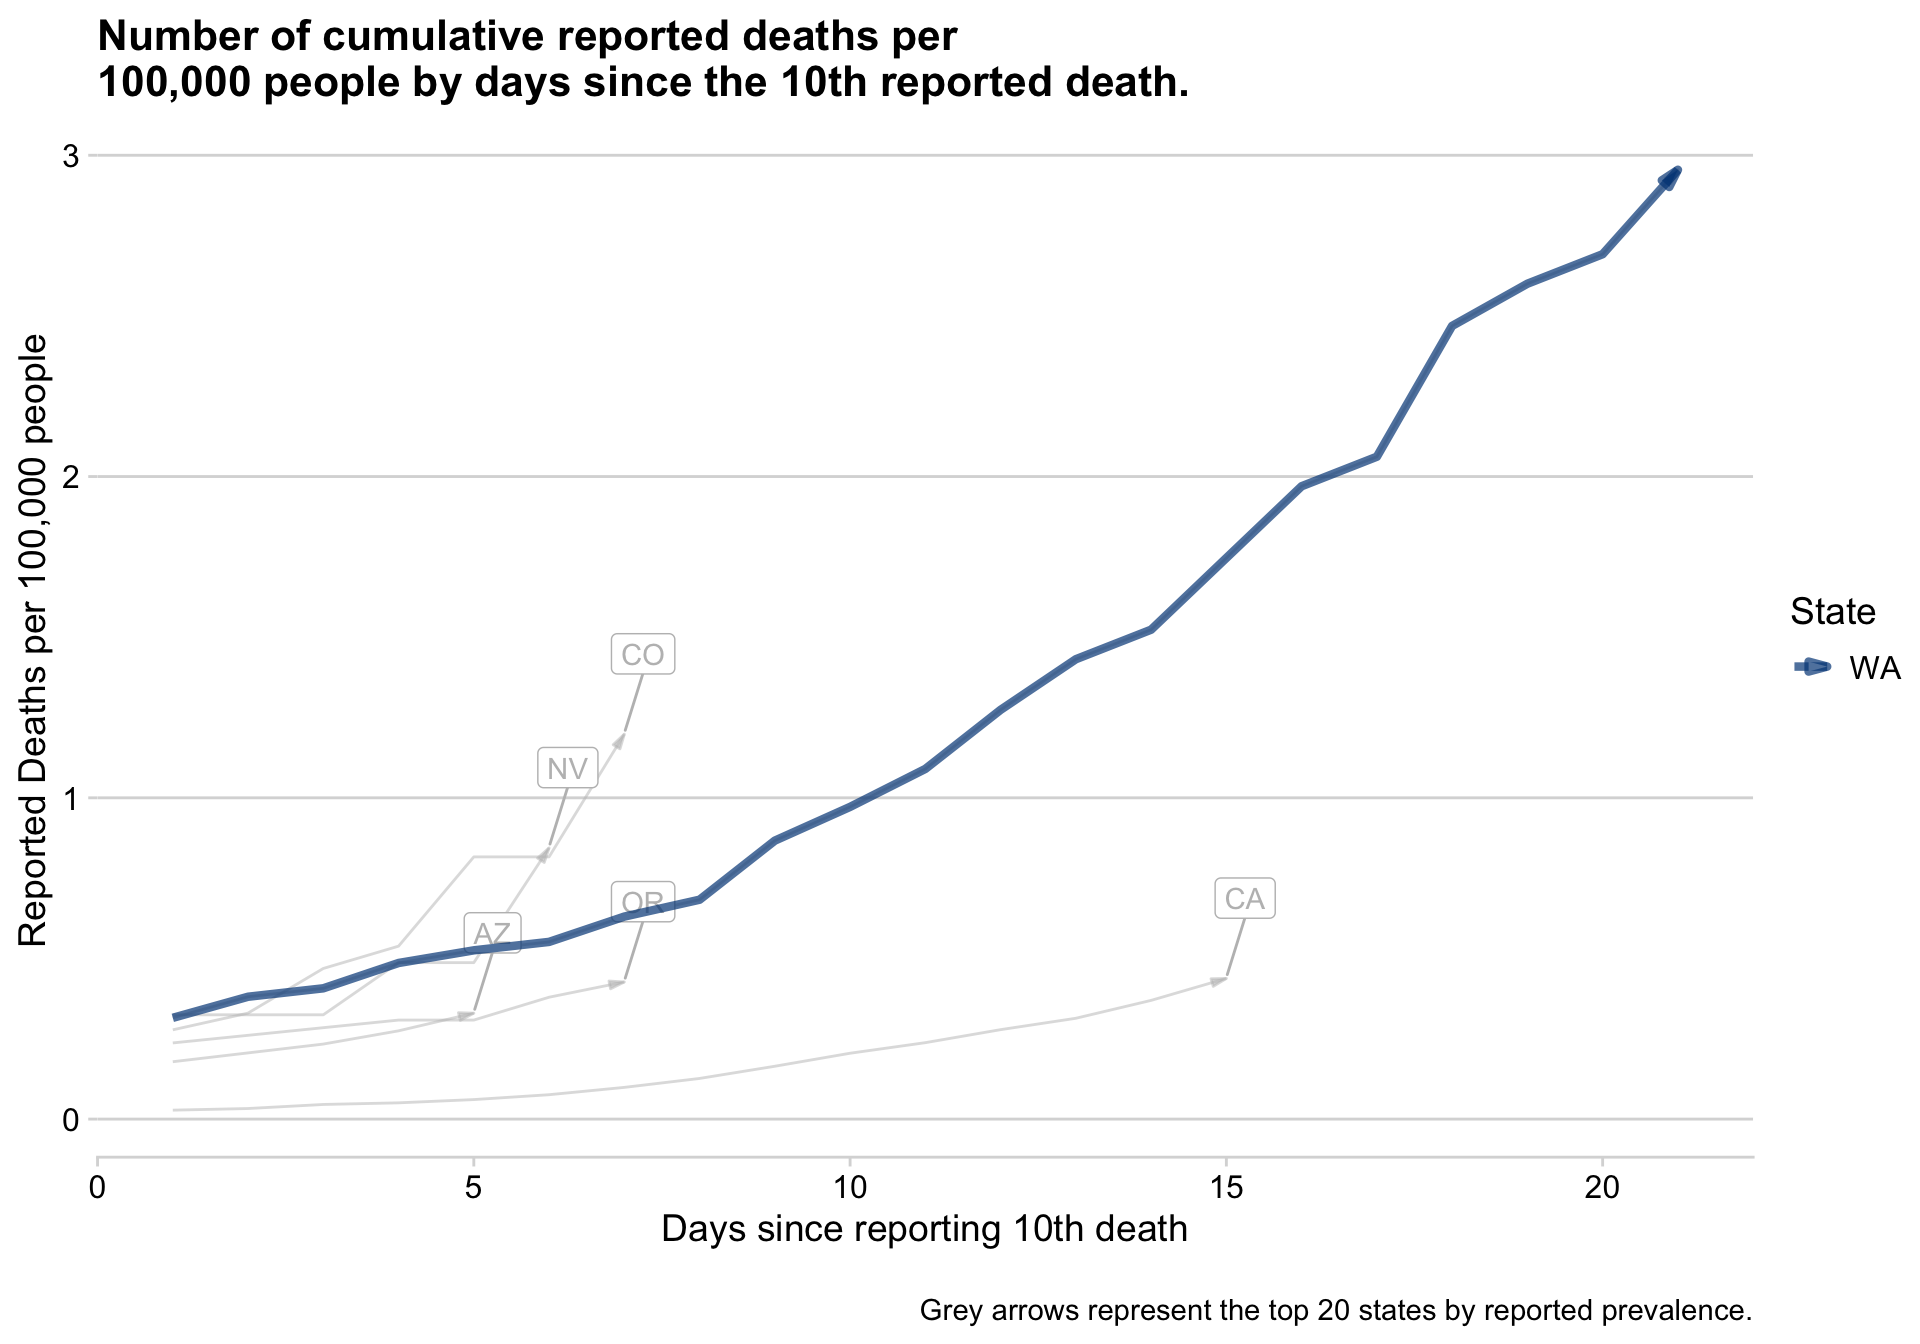 Number of cumulative reported deaths per
100,000 people by days since the 10th reported death.
Reported Deaths per 100,000 people
3
2
1
0
CO
NV
OR
AZ
CA
State
WA
0 5 10 15 20
Days since reporting 10th death
Grey arrows represent the top 20 states by reported prevalence.